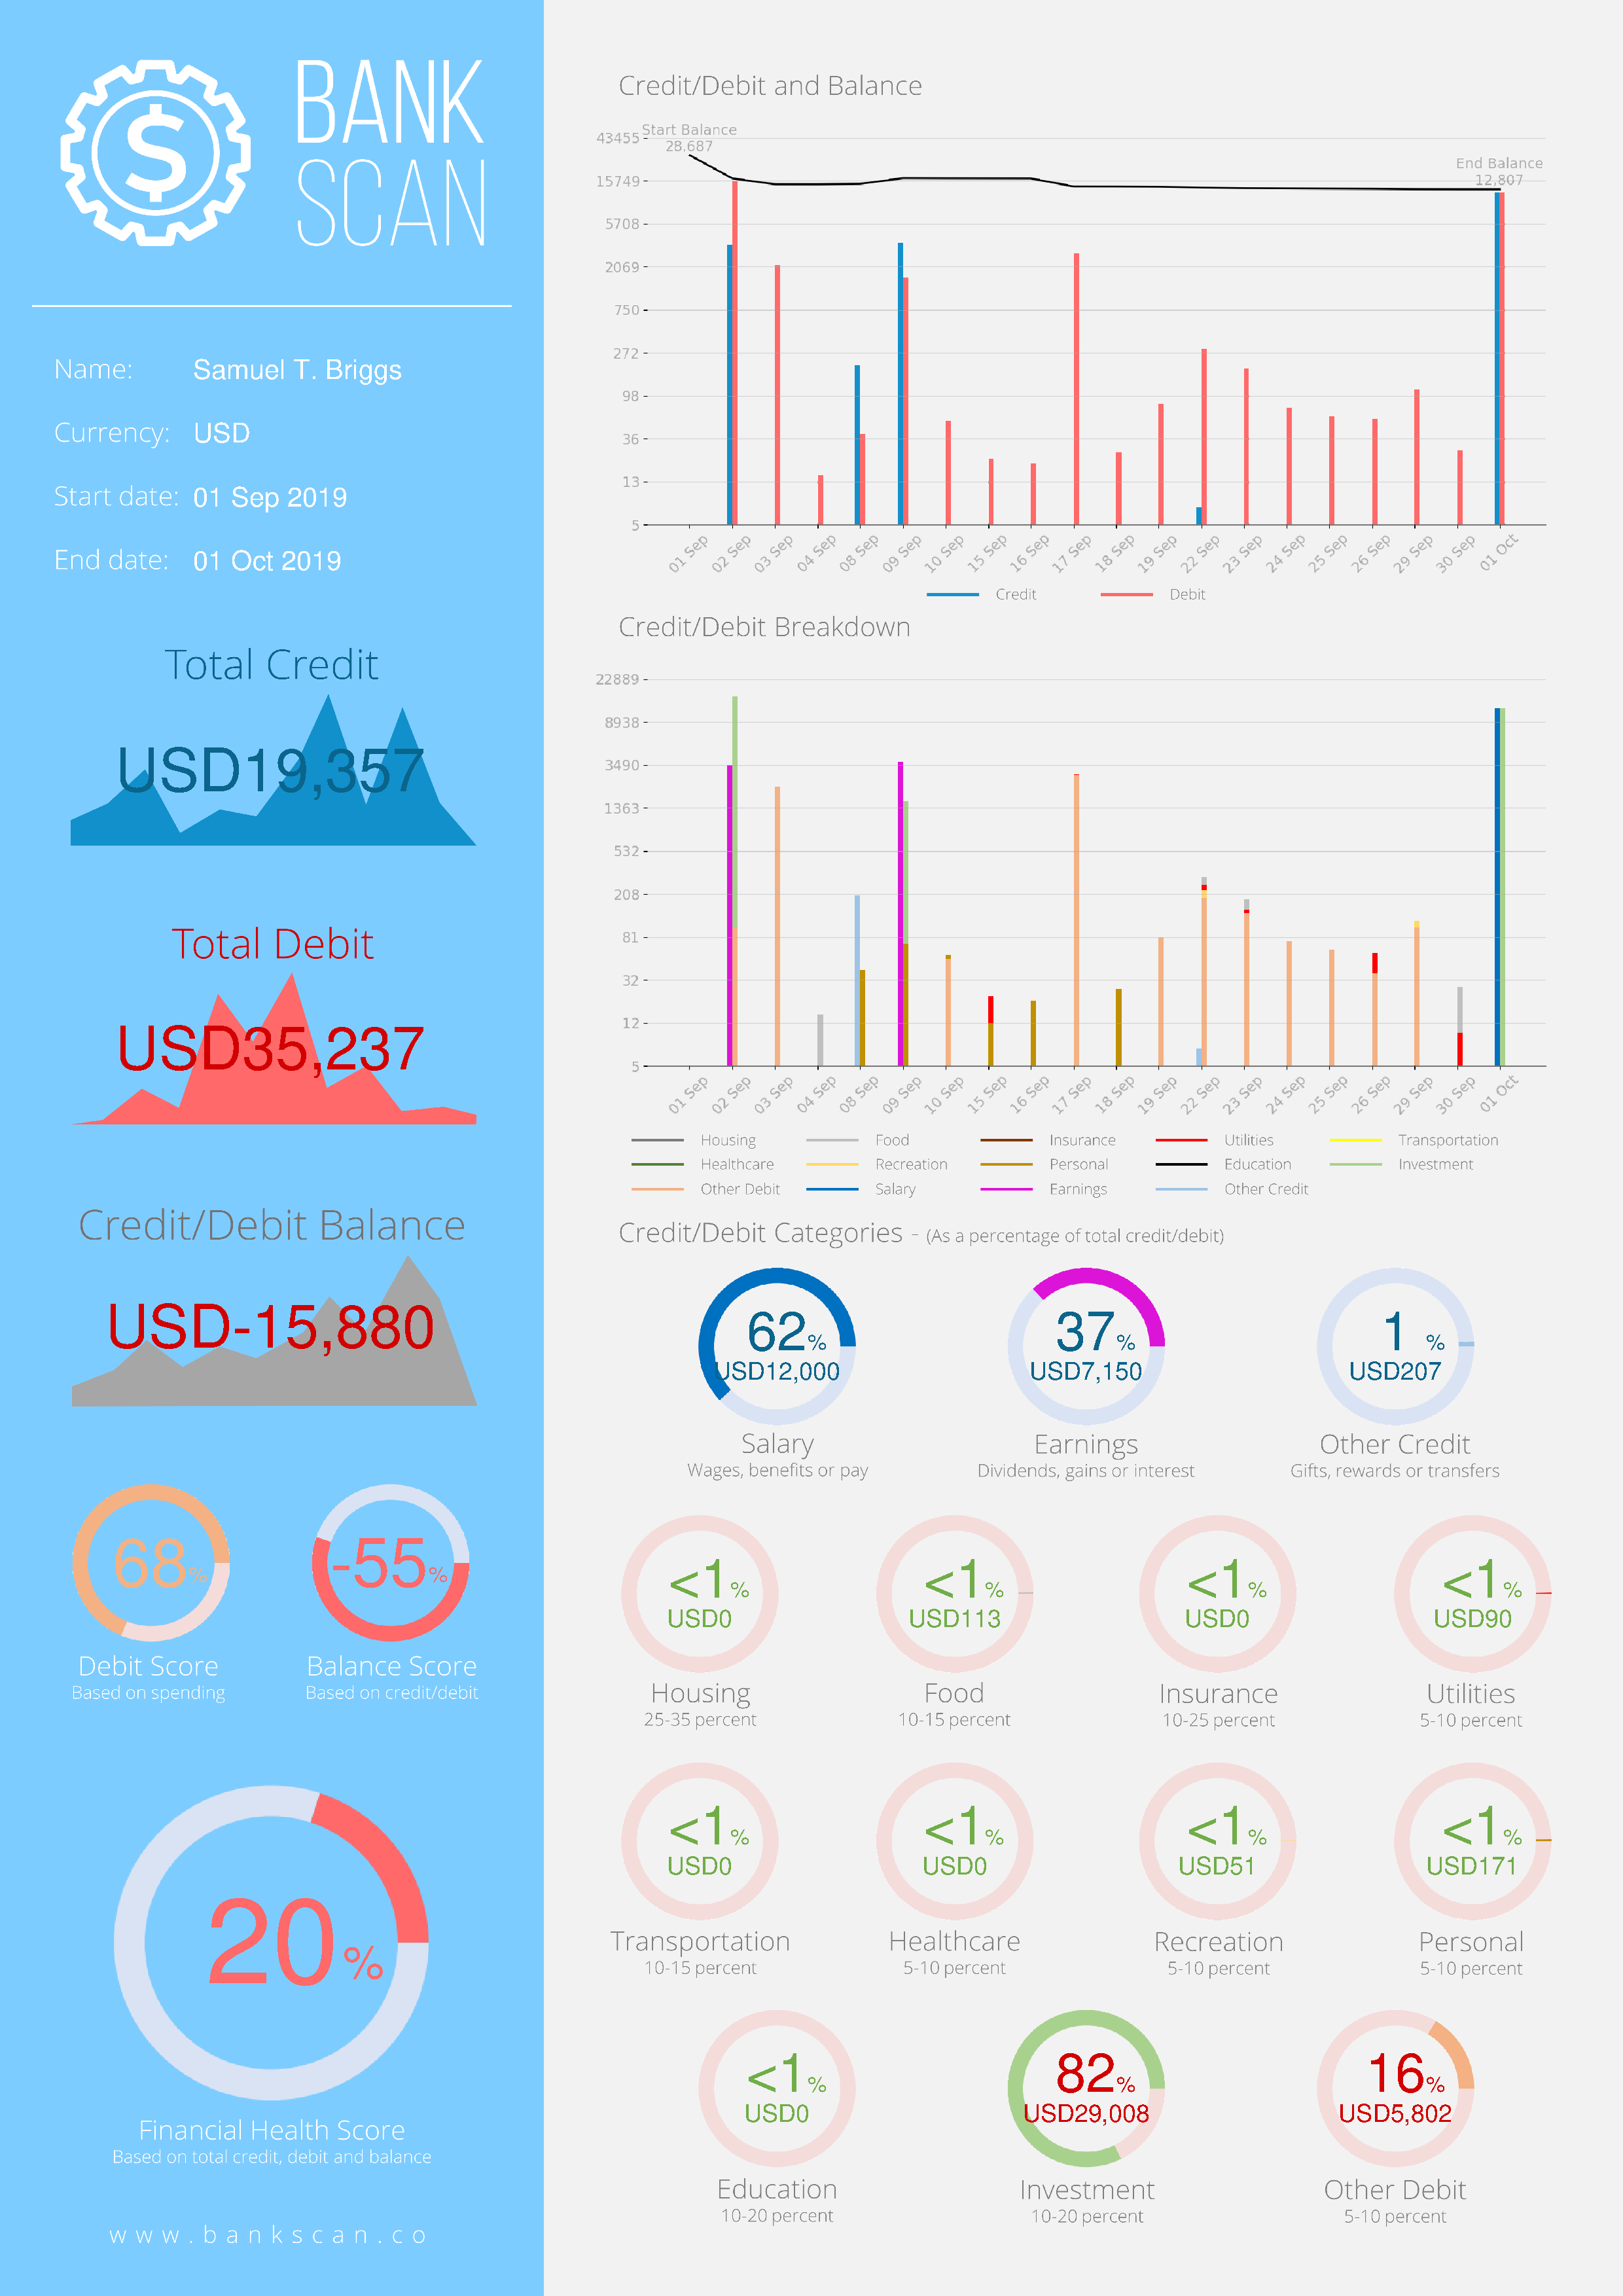 BANK
SCAN
Name: Samuel T. Briggs
Currency: USD
Start date: 01 Sep 2019
End date: 01 Oct 2019
Total Credit
USD19,357
Total Debit
USD35,237
Credit/Debit Balance
USD-15,880
68% -55%
Debit Score Balance Score
Based on spending Based on credit/debit
20%
Financial Health Score
Based on total credit, debit and balance
www.bankscan.co
Credit/Debit and Balance
Start Balance
28,687
End Balance
12,807
43455
15749
5708
2069
750
272
98
36
13
5
01 Sep 02 Sep 03 Sep 04 Sep 08 Sep 09 Sep 10 Sep 15 Sep 16 Sep 17 Sep 18 Sep 19 Sep 22 Sep 23 Sep 24 Sep 25 Sep 26 Sep 29 Sep 30 Sep 01 Oct
Credit Debit
Credit/Debit Breakdown
22889
8938
3490
1363
532
208
81
32
12
5
01 Sep 02 Sep 03 Sep 04 Sep 08 Sep 09 Sep 10 Sep 15 Sep 16 Sep 17 Sep 18 Sep 19 Sep 22 Sep 23 Sep 24 Sep 25 Sep 26 Sep 29 Sep 30 Sep 01 Oct
Housing Food Insurance Utilities Transportation
Healthcare Recreation Personal Education Investment
Other Debit Salary Earnings Other Credit
Credit/Debit Categories - (As a percentage of total credit/debit)
62% 37% 1 %
USD12,000 USD7,150 USD207
Salary Earnings Other Credit
Wages, benefits or pay Dividends, gains or interest Gifts, rewards or transfers
<1% <1% <1% <1%
USD0 USD113 USD0 USD90
Housing Food Insurance Utilities
25-35 percent 10-15 percent 10-25 percent 5-10 percent
<1% <1% <1% <1%
USD0 USD0 USD51 USD171
Transportation Healthcare Recreation Personal
10-15 percent 5-10 percent 5-10 percent 5-10 percent
<1% 82% 16%
USD0 USD29,008 USD5,802
Education Investment Other Debit
10-20 percent 10-20 percent 5-10 percent